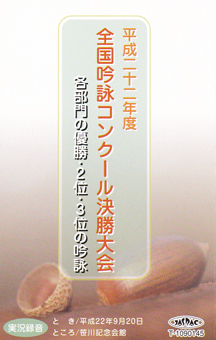 平成二十二年度
全国吟詠コンクール決勝大会
各部門の優勝・2位・3位の吟詠
実況録音
と き/平成22年9月20日
ところ/笹川記念会館
JASRAC
T-1090145